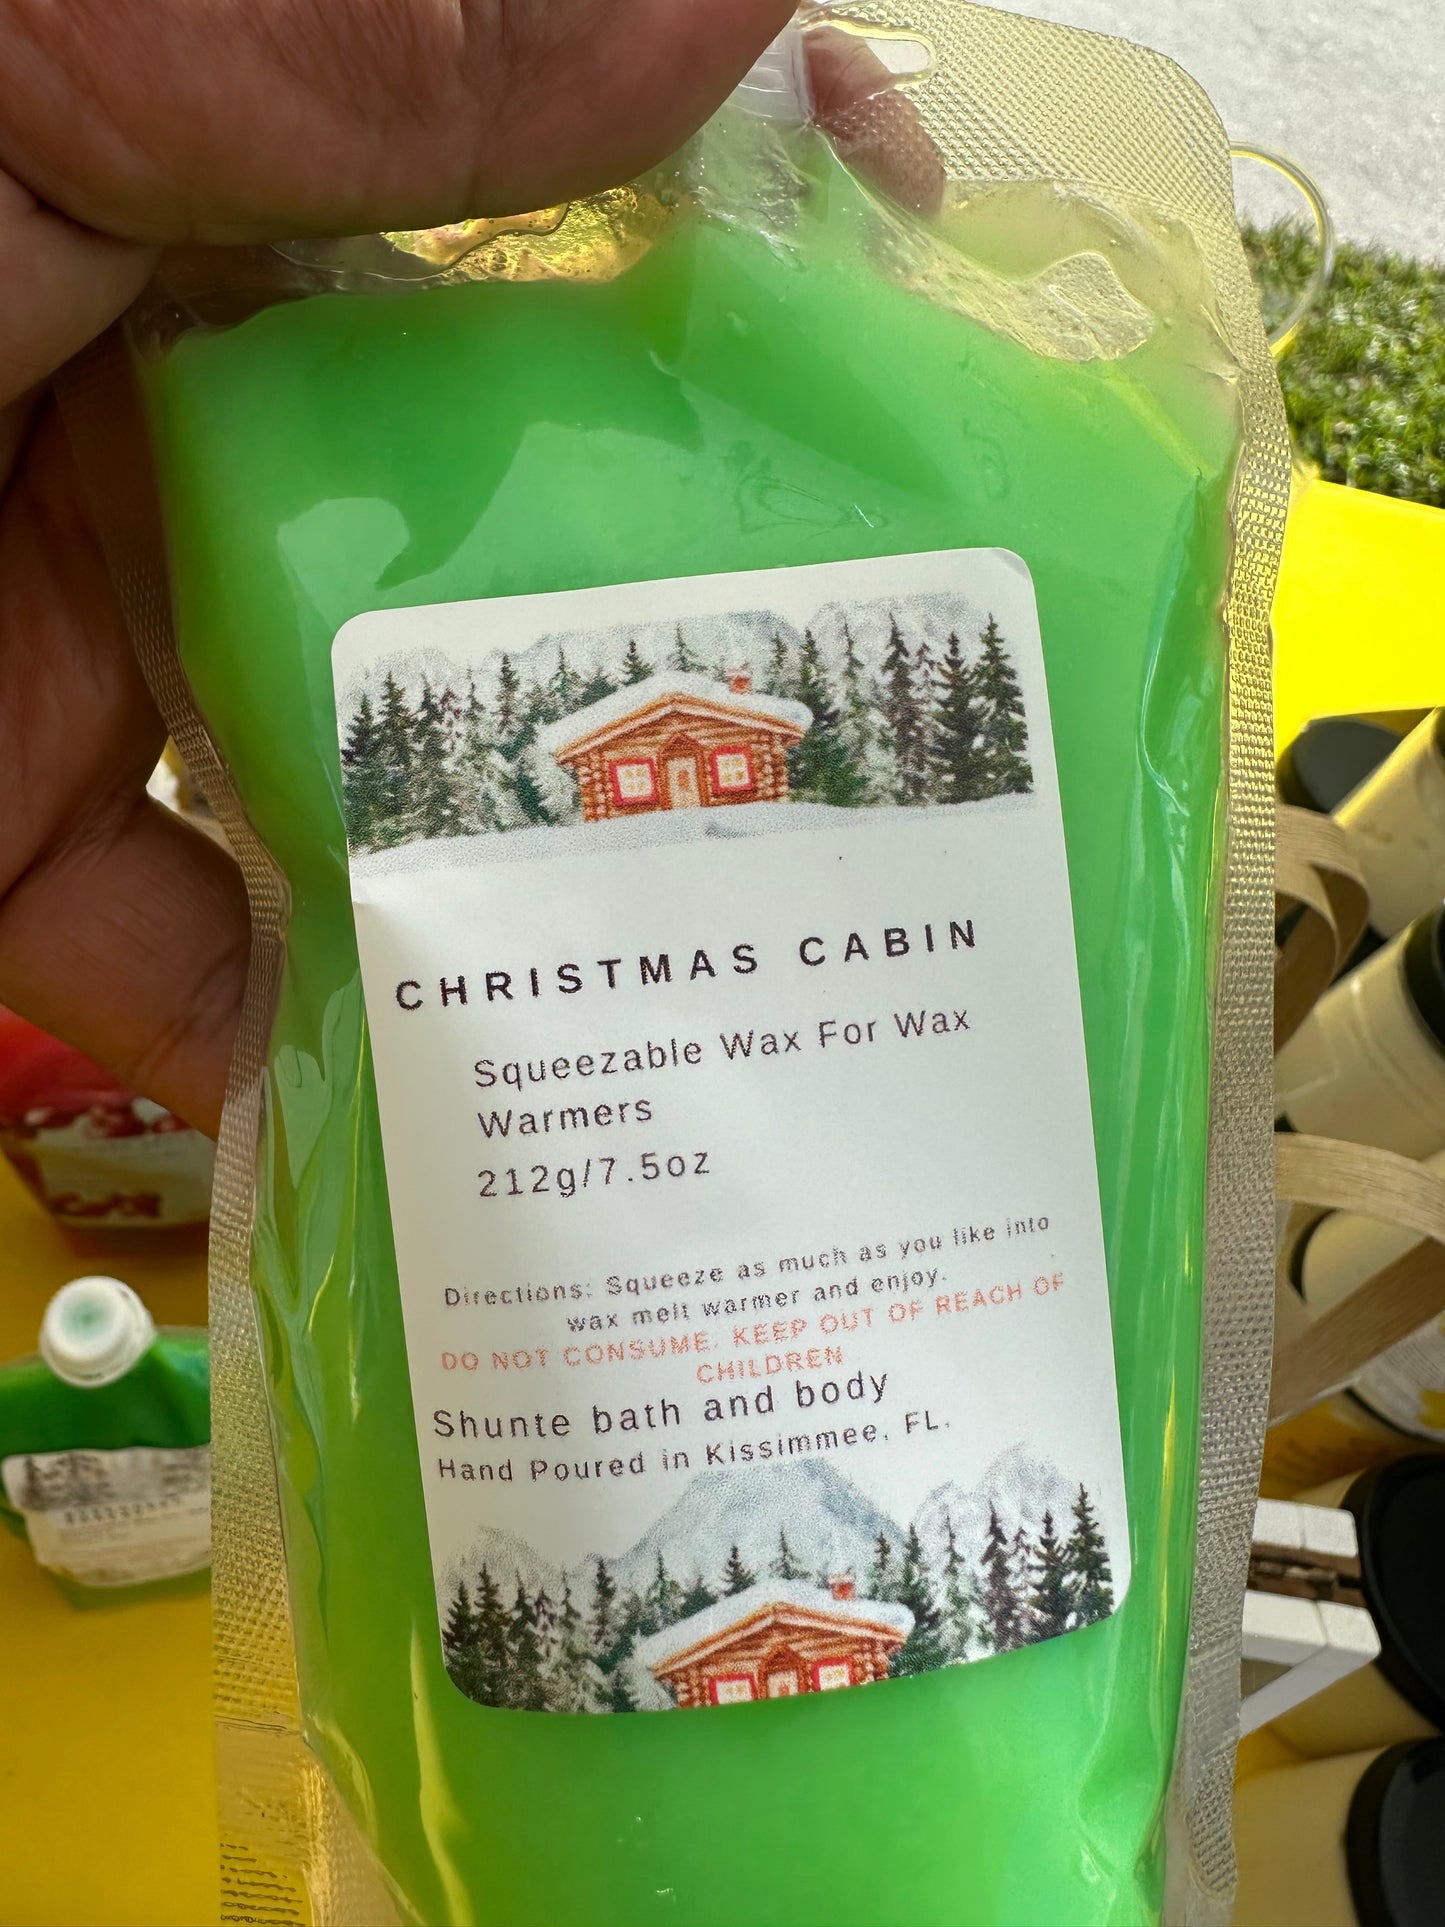 CHRISTMAS CABIN
Squeezable Wax For Wax
Warmers
212g/7.5oz
Directions: Squeeze as much as you like into
wax melt warmer and enjoy.
DO NOT CONSUME. KEEP OUT OF REACH OF
CHILDREN
Shunte bath and body
Hand Poured in Kissimmee, FL.